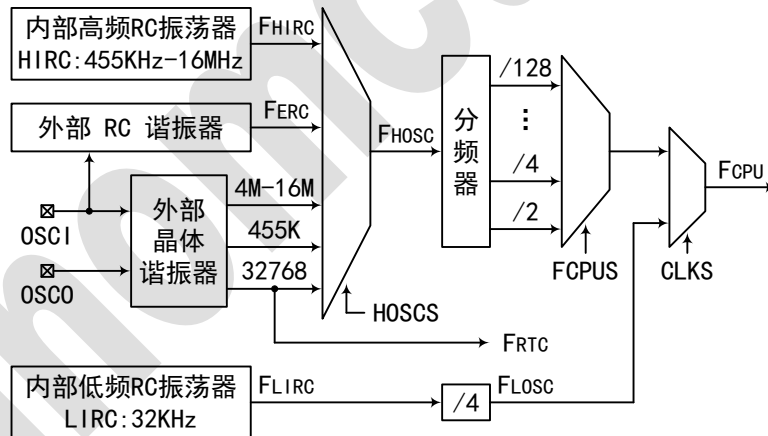 内部高频RC振荡器
HIRC:455KHz-16MHz
FHIRC
外部 RC 谐振器
FERC
OSCI
OSCO
外部
晶体
谐振器
4M-16M
455K
32768
HOSCS
FHOSC
分
频
器
/128
⋮
/4
/2
FCPUS
CLKS
FCPU
FRTC
内部低频RC振荡器
LIRC:32KHz
FLIRC
/4
FLOSC